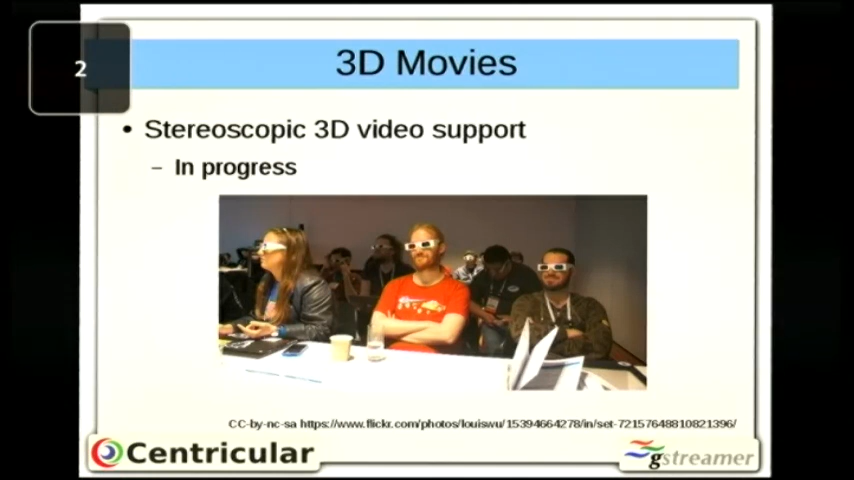 2
3D Movies
• Stereoscopic 3D video support
– In progress
CC-by-nc-sa https://www.flickr.com/photos/louiswu/15394664278/in/set-72157648810821396/
Centricular
gstreamer